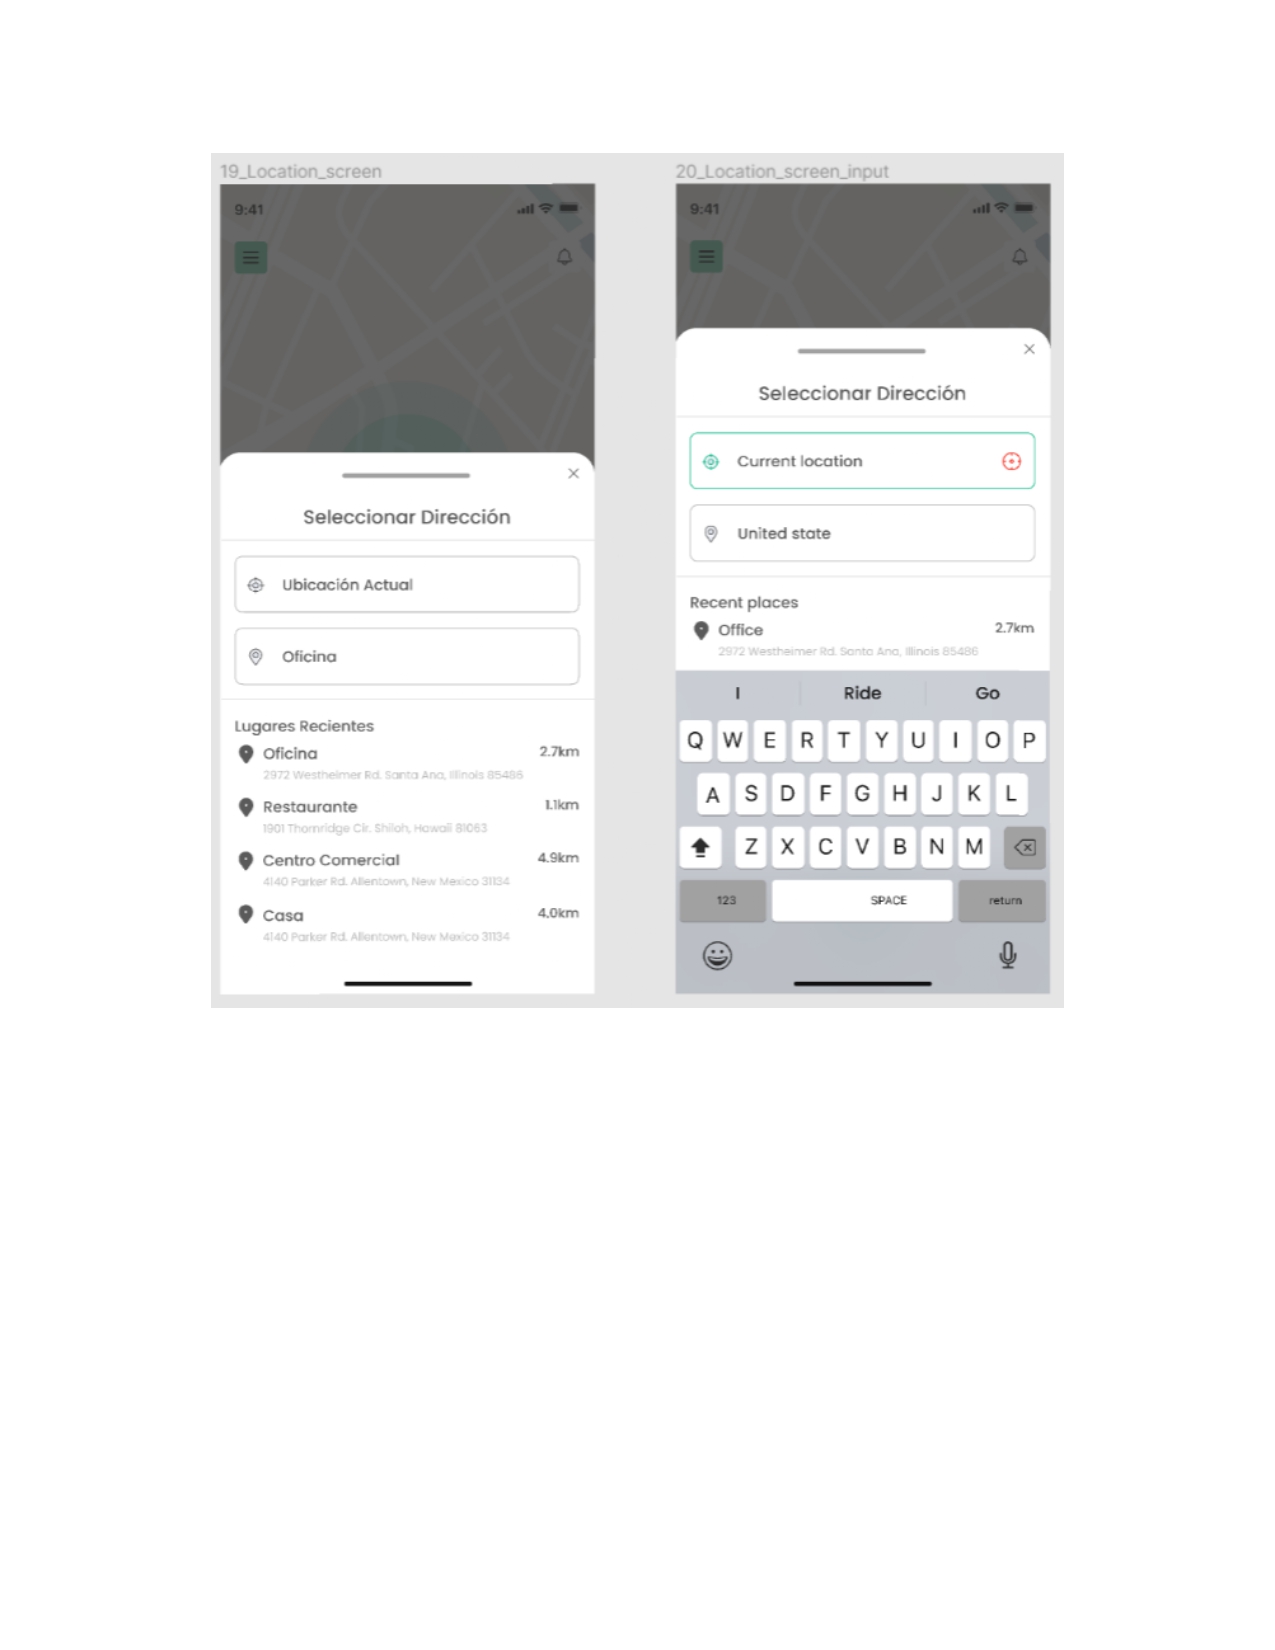 19_Location_screen
9:41
Seleccionar Dirección
Ubicación Actual
Oficina
Lugares Recientes
Oficina 2.7km
2972 Westheimer Rd. Santa Ana, Illinois 85486
Restaurante 1.1km
1901 Thornridge Cir. Shiloh, Hawaii 81063
Centro Comercial 4.9km
4140 Parker Rd. Allentown, New Mexico 31134
Casa 4.0km
4140 Parker Rd. Allentown, New Mexico 31134
20_Location_screen_input
9:41
Seleccionar Dirección
Current location
United state
Recent places
Office 2.7km
2972 Westheimer Rd. Santa Ana, Illinois 85486
I Ride Go
Q W E R T Y U I O P
A S D F G H J K L
Z X C V B N M
123 SPACE return